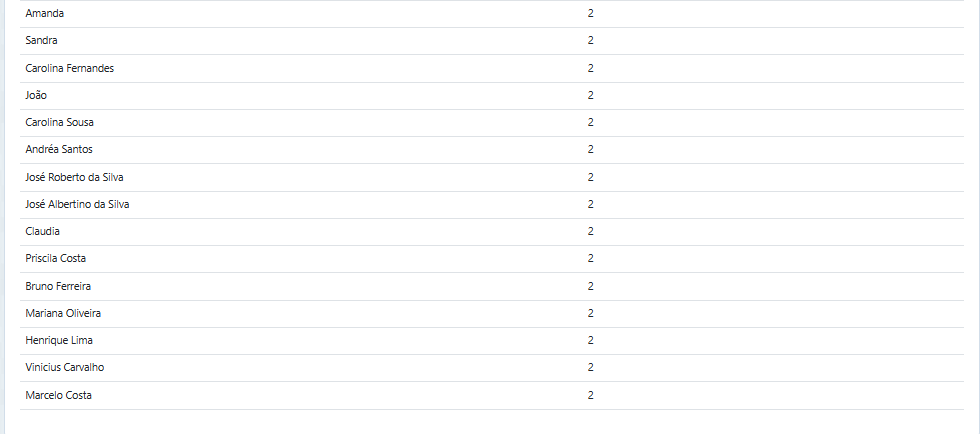 Amanda 2
Sandra 2
Carolina Fernandes 2
João 2
Carolina Sousa 2
Andréa Santos 2
José Roberto da Silva 2
José Albertino da Silva 2
Claudia 2
Priscila Costa 2
Bruno Ferreira 2
Mariana Oliveira 2
Henrique Lima 2
Vinicius Carvalho 2
Marcelo Costa 2